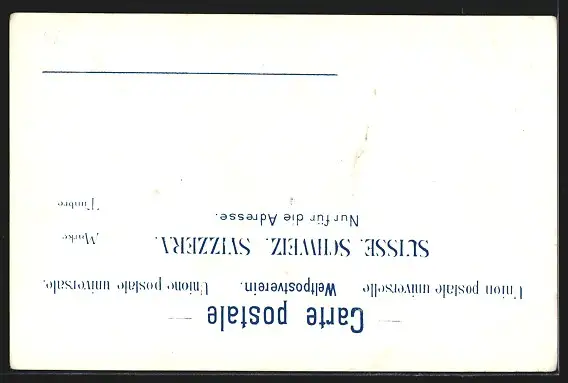 — Carte postale —
Union postale universelle Weltpostverein. Unione postale universale.
SUISSE. SCHWEIZ. SVIZZERA.
Marke
Nur für die Adresse.
Timbre